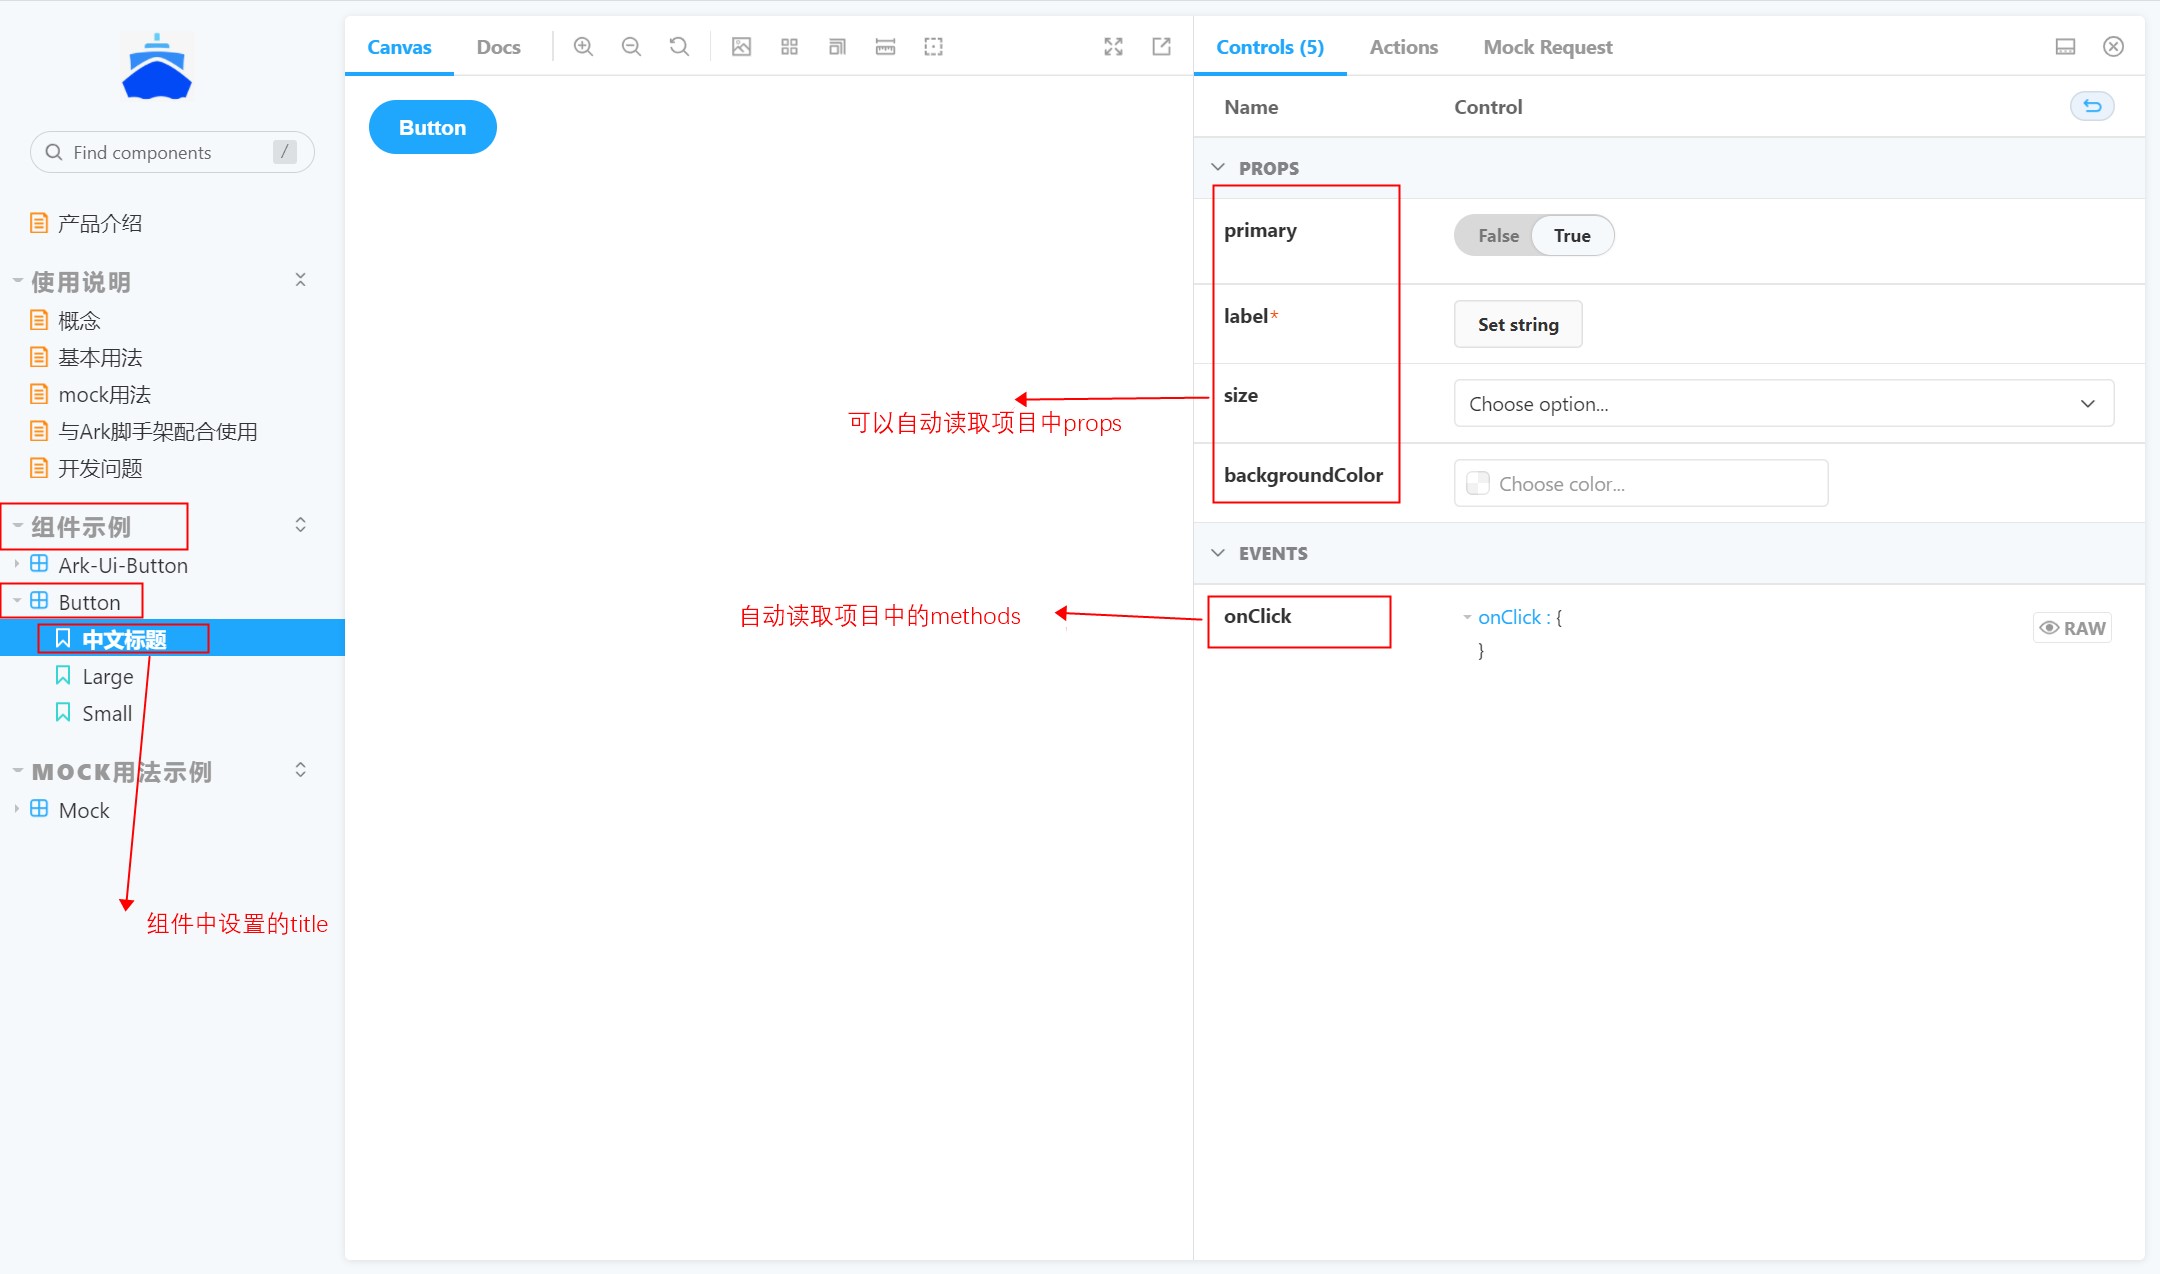 Find components
/
产品介绍
使用说明
概念
基本用法
mock用法
与Ark脚手架配合使用
开发问题
组件示例
Ark-Ui-Button
Button
中文标题
Large
Small
MOCK用法示例
Mock
组件中设置的title
Canvas
Docs
Button
可以自动读取项目中props
自动读取项目中的methods
Controls (5)
Actions
Mock Request
Name
Control
PROPS
primary
False
True
label*
Set string
size
Choose option...
backgroundColor
Choose color...
EVENTS
onClick
onClick : {
}
RAW